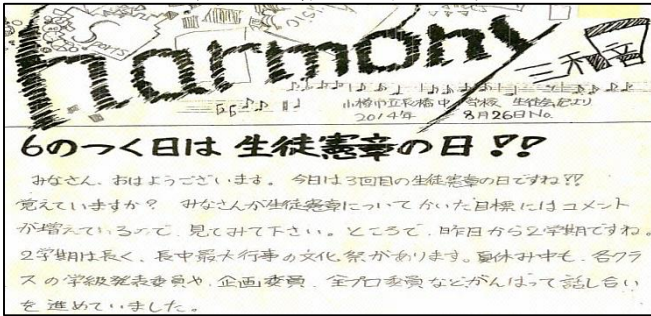 SPORTS
harmony
三和音
小樽市立長橋中学校 生徒会だより
2014年 8月26日No.
6のつく日は 生徒憲章の日!!
みなさん、おはようございます。 今日は3回目の生徒憲章の日ですね!!
覚えていますか? みなさんが生徒憲章について かいた目標にはコメント
が増えているので、見てみて下さい。ところで、昨日から2学期ですね。
2学期は長く、長中最大行事の文化祭があります。夏休み中も、各クラ
スの学級発表委員や、企画委員、全プロ委員などがんばって話し合い
を進めていました。